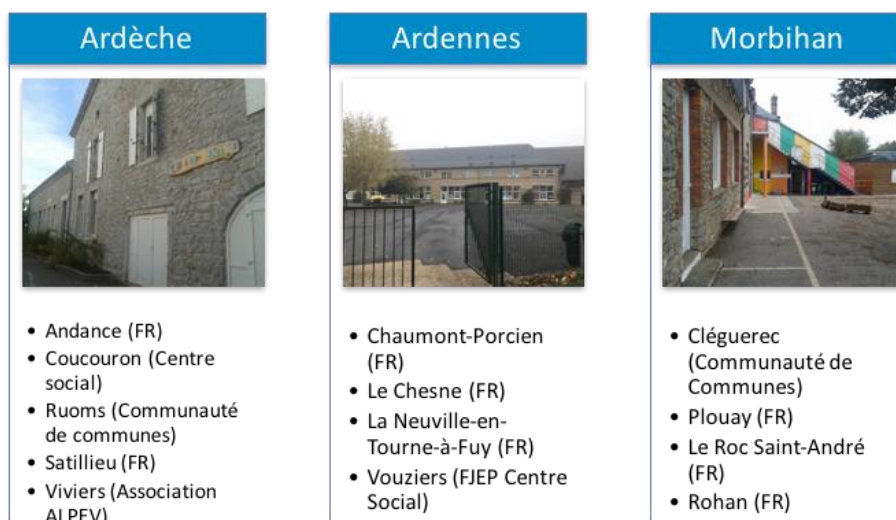 Ardèche
• Andance (FR)
• Coucouron (Centre
social)
• Ruoms (Communauté
de communes)
• Satillieu (FR)
• Viviers (Association
ALPEV)
Ardennes
• Chaumont-Porcien
(FR)
• Le Chesne (FR)
• La Neuville-en-
Tourne-à-Fuy (FR)
• Vouziers (FJEP Centre
Social)
Morbihan
• Cléguerec
(Communauté de
Communes)
• Plouay (FR)
• Le Roc Saint-André
(FR)
• Rohan (FR)